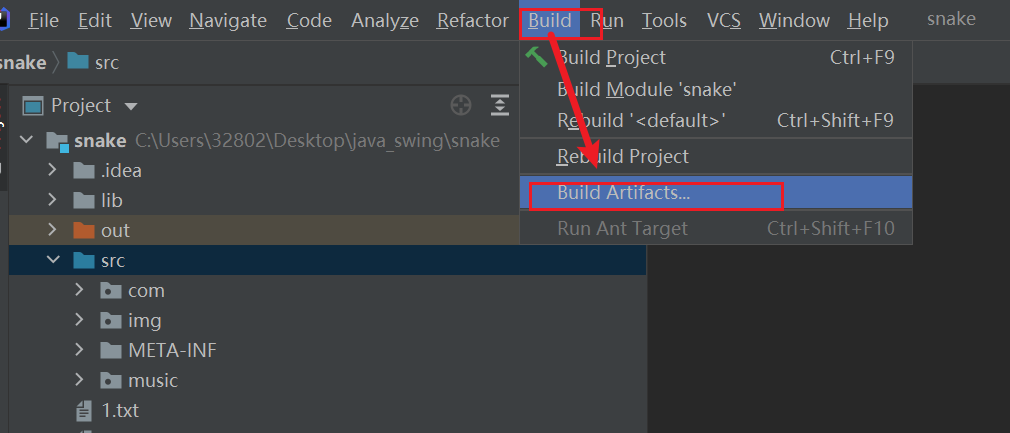 File Edit View Navigate Code Analyze Refactor Build Run Tools VCS Window Help snake
snake src
Project
snake C:\Users\32802\Desktop\java_swing\snake
.idea
lib
out
src
com
img
META-INF
music
1.txt
Build Project Ctrl+F9
Build Module 'snake'
Rebuild '<default>' Ctrl+Shift+F9
Rebuild Project
Build Artifacts...
Run Ant Target Ctrl+Shift+F10